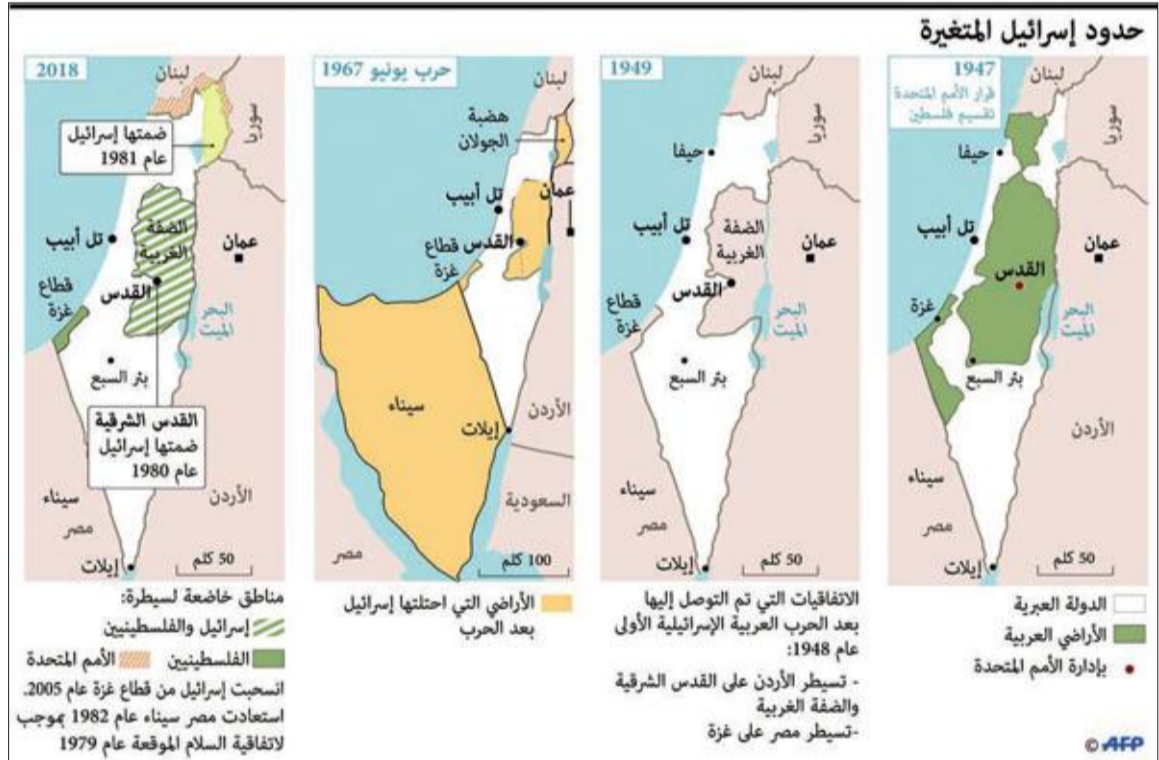 حدود إسرائيل المتغيرة
1947
قرار الأمم المتحدة
تقسيم فلسطين
لبنان
سوريا
حيفا
تل أبيب
عمان
القدس
غزة
البحر
الميت
بئر السبع
الأردن
سيناء
مصر
إيلات
50 كلم
الدولة العبرية
الأراضي العربية
بإدارة الأمم المتحدة
© AFP
1949
لبنان
سوريا
حيفا
تل أبيب
الضفة
الغربية
عمان
القدس
قطاع
غزة
البحر
الميت
بئر السبع
الأردن
سيناء
مصر
إيلات
50 كلم
الاتفاقيات التي تم التوصل إليها
بعد الحرب العربية الإسرائيلية الأولى
عام 1948:
- تسيطر الأردن على القدس الشرقية
والضفة الغربية
-تسيطر مصر على غزة
حرب يونيو 1967
لبنان
هضبة
الجولان
عمان
تل أبيب
القدس
قطاع
غزة
سيناء
الأردن
إيلات
السعودية
مصر
100 كلم
الأراضي التي احتلتها إسرائيل
بعد الحرب
2018
لبنان
سوريا
ضمتها إسرائيل
عام 1981
الضفة
الغربية
تل أبيب
عمان
القدس
قطاع
غزة
البحر
الميت
بئر السبع
القدس الشرقية
ضمتها إسرائيل
عام 1980
الأردن
سيناء
مصر
إيلات
50 كلم
مناطق خاضعة لسيطرة:
إسرائيل والفلسطينيين
الفلسطينيين
الأمم المتحدة
انسحبت إسرائيل من قطاع غزة عام 2005.
استعادت مصر سيناء عام 1982 بموجب
لاتفاقية السلام الموقعة عام 1979